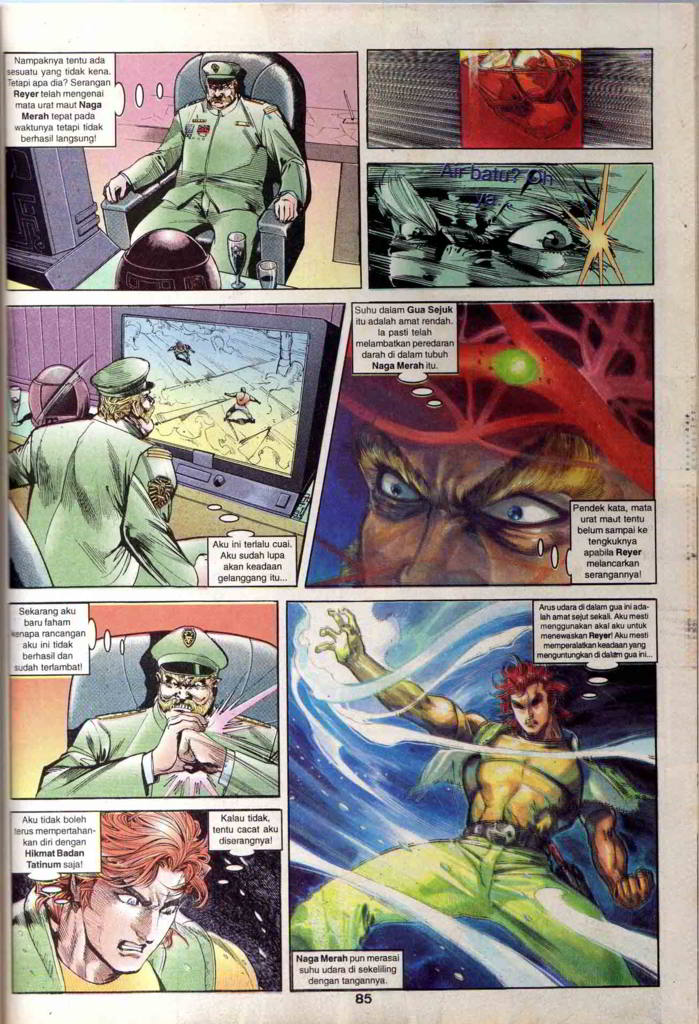 Nampaknya tentu ada
sesuatu yang tidak kena.
Tetapi apa dia? Serangan
Reyer telah mengenai
mata urat maut Naga
Merah tepat pada
waktunya tetapi tidak
berhasil langsung!
Air batu? Oh
ya...
Suhu dalam Gua Sejuk
itu adalah amat rendah.
Ia pasti telah
melambatkan peredaran
darah di dalam tubuh
Naga Merah itu.
Pendek kata, mata
urat maut tentu
belum sampai ke
tengkuknya
apabila Reyer
melancarkan
serangannya!
Aku ini terlalu cuai.
Aku sudah lupa
akan keadaan
gelanggang itu...
Sekarang aku
baru faham
kenapa rancangan
aku ini tidak
berhasil dan
sudah terlambat!
Arus udara di dalam gua ini ada-
lah amat sejut sekali. Aku mesti
menggunakan akal aku untuk
menewaskan Reyer! Aku mesti
memperalatkan keadaan yang
menguntungkan di dalam gua ini...
Aku tidak boleh
terus mempertahan-
kan diri dengan
Hikmat Badan
Tatinum saja!
Kalau tidak,
tentu cacat aku
diserangnya!
Naga Merah pun merasai
suhu udara di sekeliling
dengan tangannya.
85